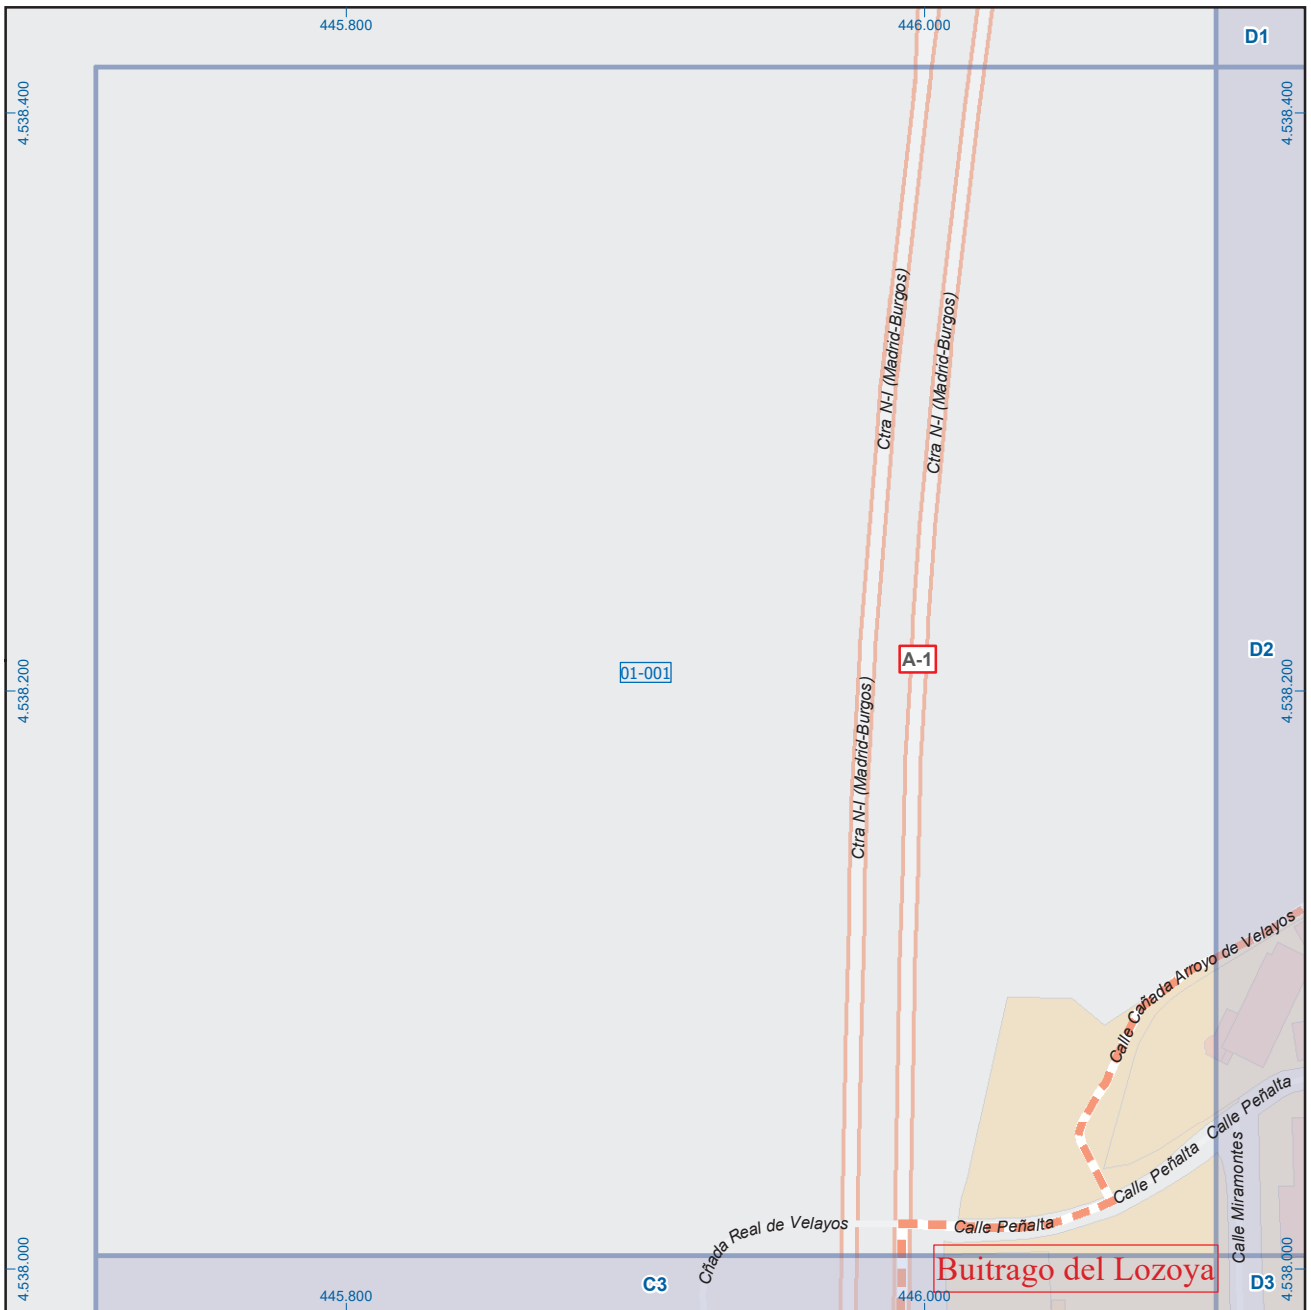 445.800
446.000
D1
4.538.400
4.538.400
Ctra N-I (Madrid-Burgos)
Ctra N-I (Madrid-Burgos)
A-1
D2
01-001
4.538.200
4.538.200
Ctra N-I (Madrid-Burgos)
Calle Cañada Arroyo de Velayos
Calle Peñalta
Calle Peñalta
Calle Miramontes
Cñada Real de Velayos
Calle Peñalta
4.538.000
4.538.000
Buitrago del Lozoya
C3
D3
445.800
446.000